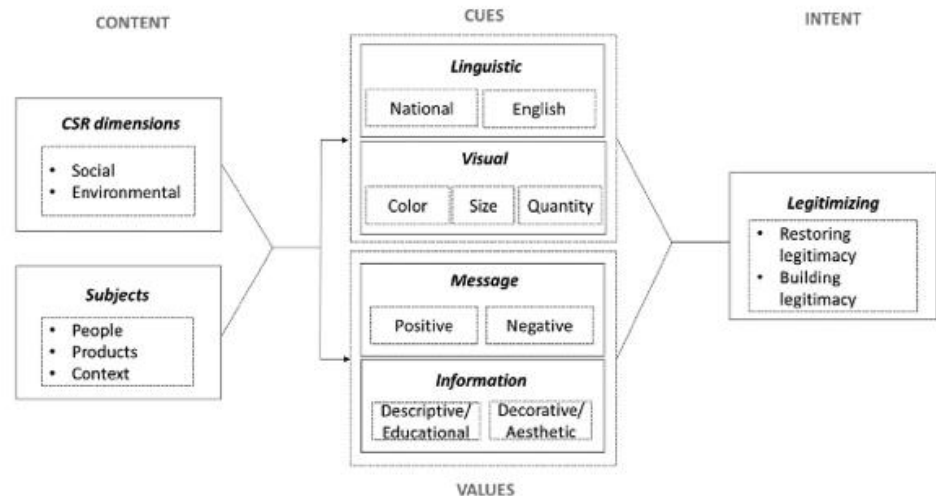 CONTENT
CUES
INTENT
CSR dimensions
• Social
• Environmental
Subjects
• People
• Products
• Context
Linguistic
National
English
Visual
Color
Size
Quantity
Message
Positive
Negative
Information
Descriptive/
Educational
Decorative/
Aesthetic
VALUES
Legitimizing
• Restoring
legitimacy
• Building
legitimacy